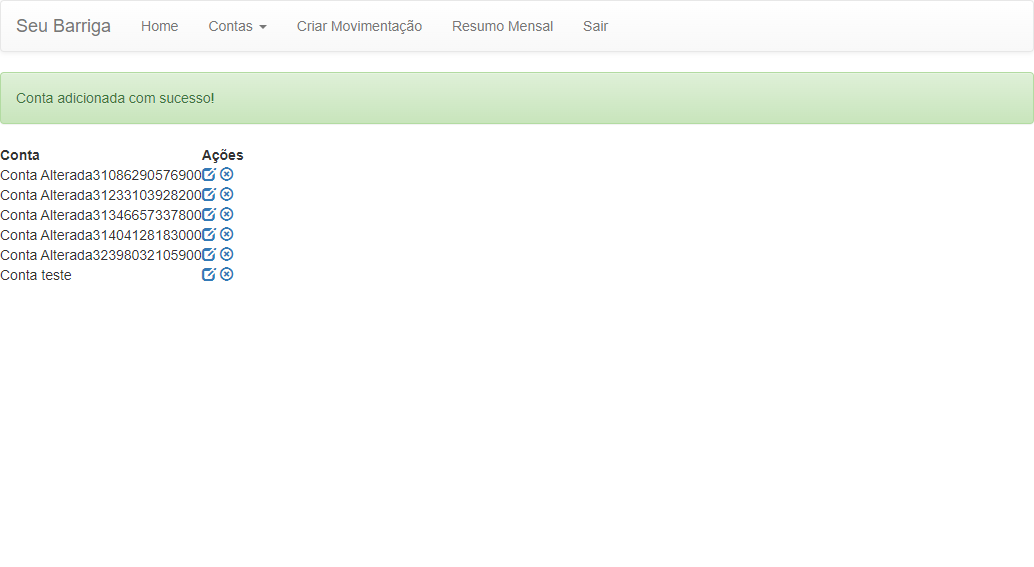 Seu Barriga Home Contas Criar Movimentação Resumo Mensal Sair
Conta adicionada com sucesso!
Conta Ações
Conta Alterada31086290576900
Conta Alterada31233103928200
Conta Alterada31346657337800
Conta Alterada31404128183000
Conta Alterada32398032105900
Conta teste